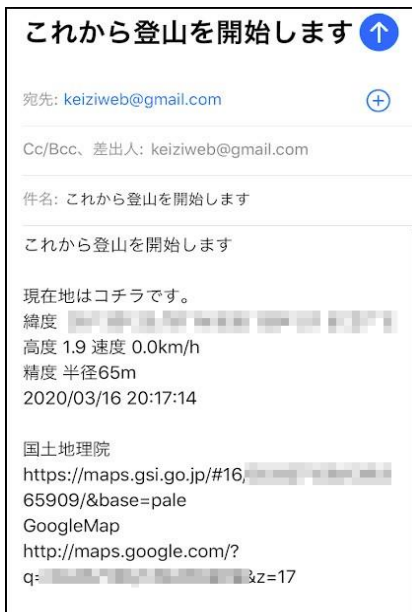 これから登山を開始します
宛先: keiziweb@gmail.com
Cc/Bcc、差出人: keiziweb@gmail.com
件名: これから登山を開始します
これから登山を開始します
現在地はコチラです。
緯度
高度 1.9 速度 0.0km/h
精度 半径65m
2020/03/16 20:17:14
国土地理院
https://maps.gsi.go.jp/#16/
65909/&base=pale
GoogleMap
http://maps.google.com/?
q=&z=17